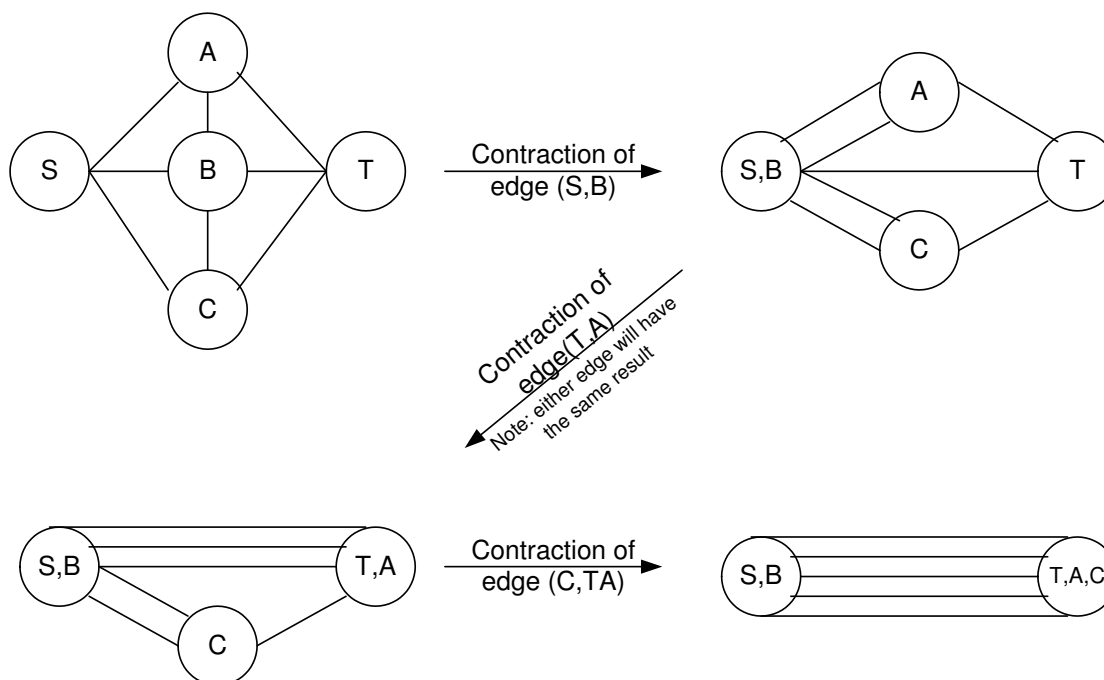 A
S
B
T
C
Contraction of
edge (S,B)
A
S,B
T
C
Contraction of
edge(T,A)
Note: either edge will have
the same result
S,B
T,A
C
Contraction of
edge (C,TA)
S,B
T,A,C